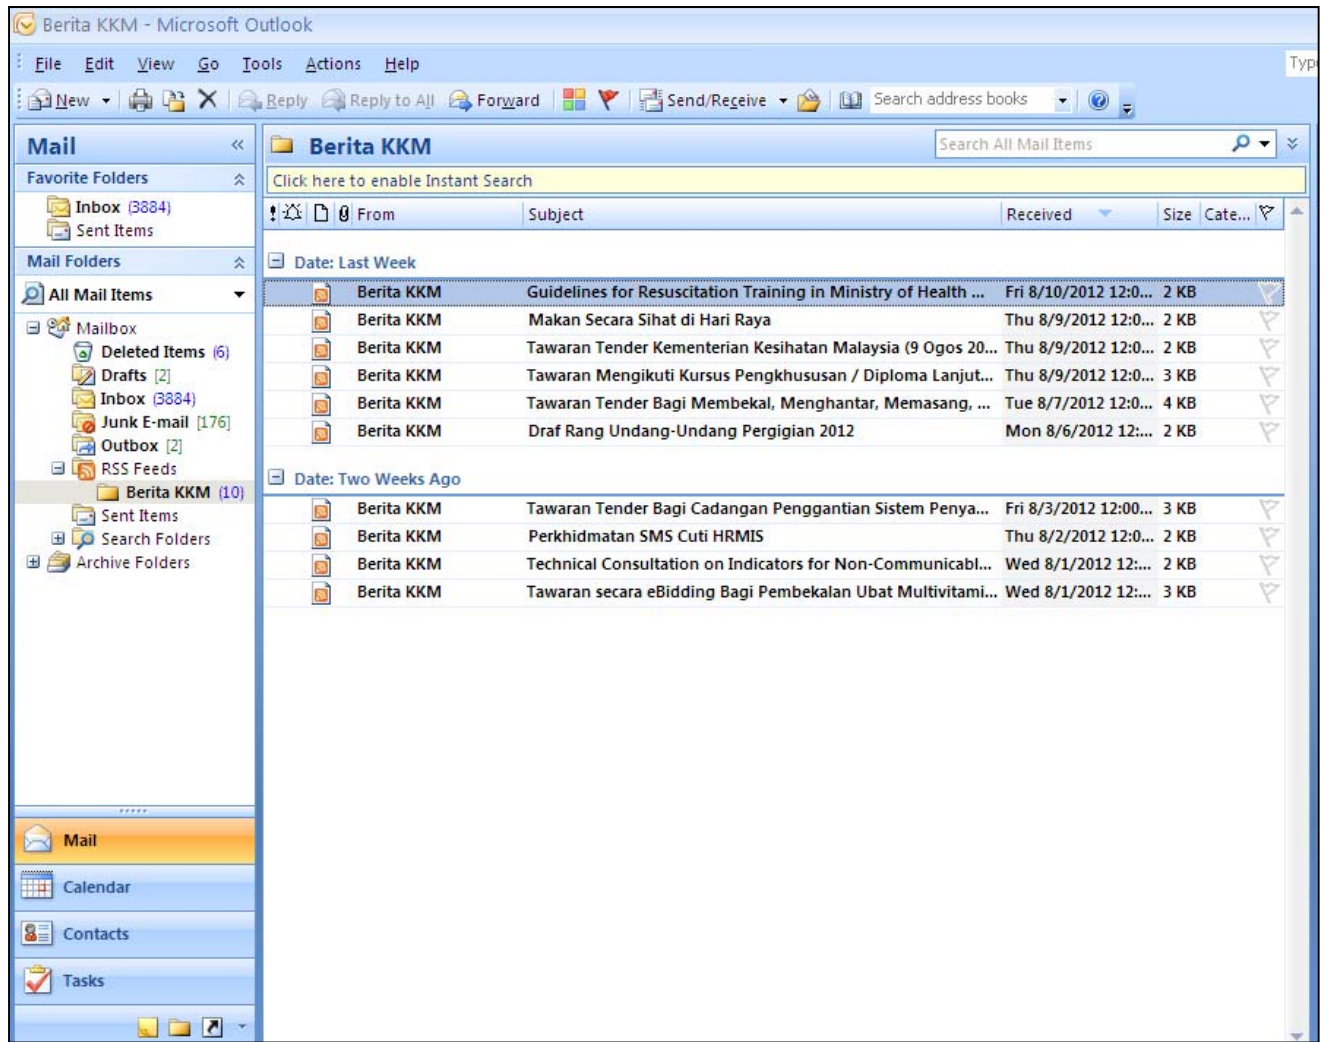 Berita KKM - Microsoft Outlook
File Edit View Go Tools Actions Help
Typ
New Reply Reply to All Forward Send/Receive Search address books
Mail «
Berita KKM
Search All Mail Items
Favorite Folders
Click here to enable Instant Search
Inbox (3884)
Sent Items
! From Subject Received Size Cate...
Mail Folders
All Mail Items
Mailbox
Deleted Items (6)
Drafts [2]
Inbox (3884)
Junk E-mail [176]
Outbox [2]
RSS Feeds
Berita KKM (10)
Sent Items
Search Folders
Archive Folders
Date: Last Week
Berita KKM Guidelines for Resuscitation Training in Ministry of Health ... Fri 8/10/2012 12:0... 2 KB
Berita KKM Makan Secara Sihat di Hari Raya Thu 8/9/2012 12:0... 2 KB
Berita KKM Tawaran Tender Kementerian Kesihatan Malaysia (9 Ogos 20... Thu 8/9/2012 12:0... 2 KB
Berita KKM Tawaran Mengikuti Kursus Pengkhususan / Diploma Lanjut... Thu 8/9/2012 12:0... 3 KB
Berita KKM Tawaran Tender Bagi Membekal, Menghantar, Memasang, ... Tue 8/7/2012 12:0... 4 KB
Berita KKM Draf Rang Undang-Undang Pergigian 2012 Mon 8/6/2012 12:... 2 KB
Date: Two Weeks Ago
Berita KKM Tawaran Tender Bagi Cadangan Penggantian Sistem Penya... Fri 8/3/2012 12:00... 3 KB
Berita KKM Perkhidmatan SMS Cuti HRMIS Thu 8/2/2012 12:0... 2 KB
Berita KKM Technical Consultation on Indicators for Non-Communicabl... Wed 8/1/2012 12:... 2 KB
Berita KKM Tawaran secara eBidding Bagi Pembekalan Ubat Multivitami... Wed 8/1/2012 12:... 3 KB
Mail
Calendar
Contacts
Tasks